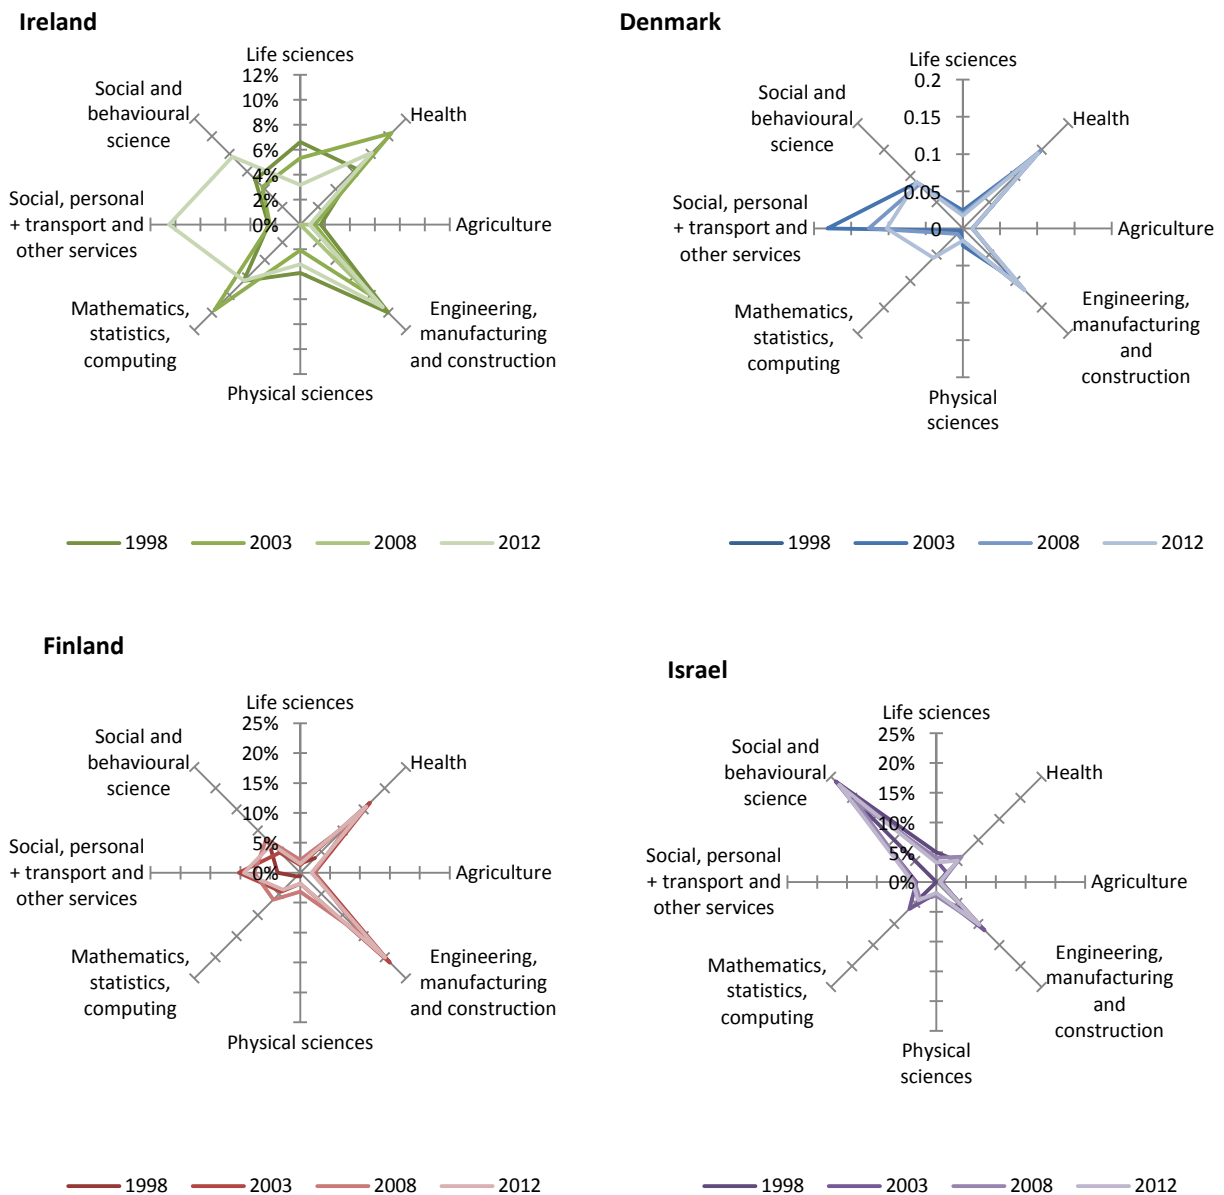 Ireland
Life sciences
12%
10%
8%
6%
4%
2%
0%
Health
Agriculture
Engineering,
manufacturing
and construction
Physical sciences
Mathematics,
statistics,
computing
Social, personal
+ transport and
other services
Social and
behavioural
science
1998 2003 2008 2012
Denmark
Life sciences
0.2
0.15
0.1
0.05
0
Health
Agriculture
Engineering,
manufacturing
and
construction
Physical
sciences
Mathematics,
statistics,
computing
Social, personal
+ transport and
other services
Social and
behavioural
science
1998 2003 2008 2012
Finland
Life sciences
25%
20%
15%
10%
5%
0%
Health
Agriculture
Engineering,
manufacturing
and construction
Physical sciences
Mathematics,
statistics,
computing
Social, personal
+ transport and
other services
Social and
behavioural
science
1998 2003 2008 2012
Israel
Life sciences
25%
20%
15%
10%
5%
0%
Health
Agriculture
Engineering,
manufacturing
and
construction
Physical
sciences
Mathematics,
statistics,
computing
Social, personal
+ transport and
other services
Social and
behavioural
science
1998 2003 2008 2012